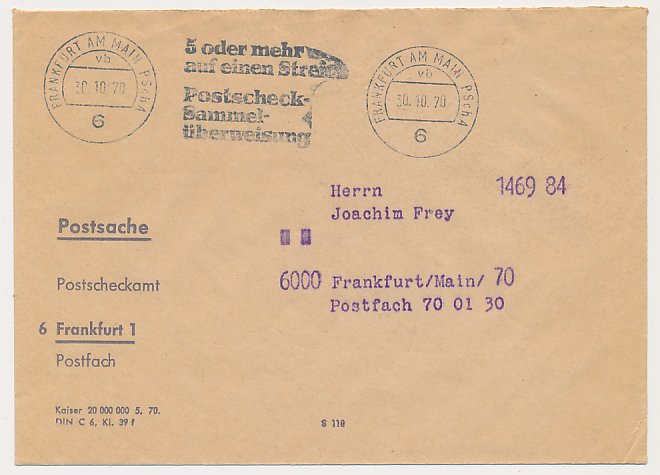 FRANKFURT AM MAIN PSchA
vb
30.10.70
6
5 oder mehr
auf einen Streich
Postscheck-
Sammel-
überweisung
FRANKFURT AM MAIN PSchA
vb
30.10.70
6
Herrn 1469 84
Joachim Frey
6000 Frankfurt/Main/ 70
Postfach 70 01 30
Postsache
Postscheckamt
6 Frankfurt 1
Postfach
Kaiser 20 000 000 5. 70.
DIN C 6, Kl. 39 f
S 110